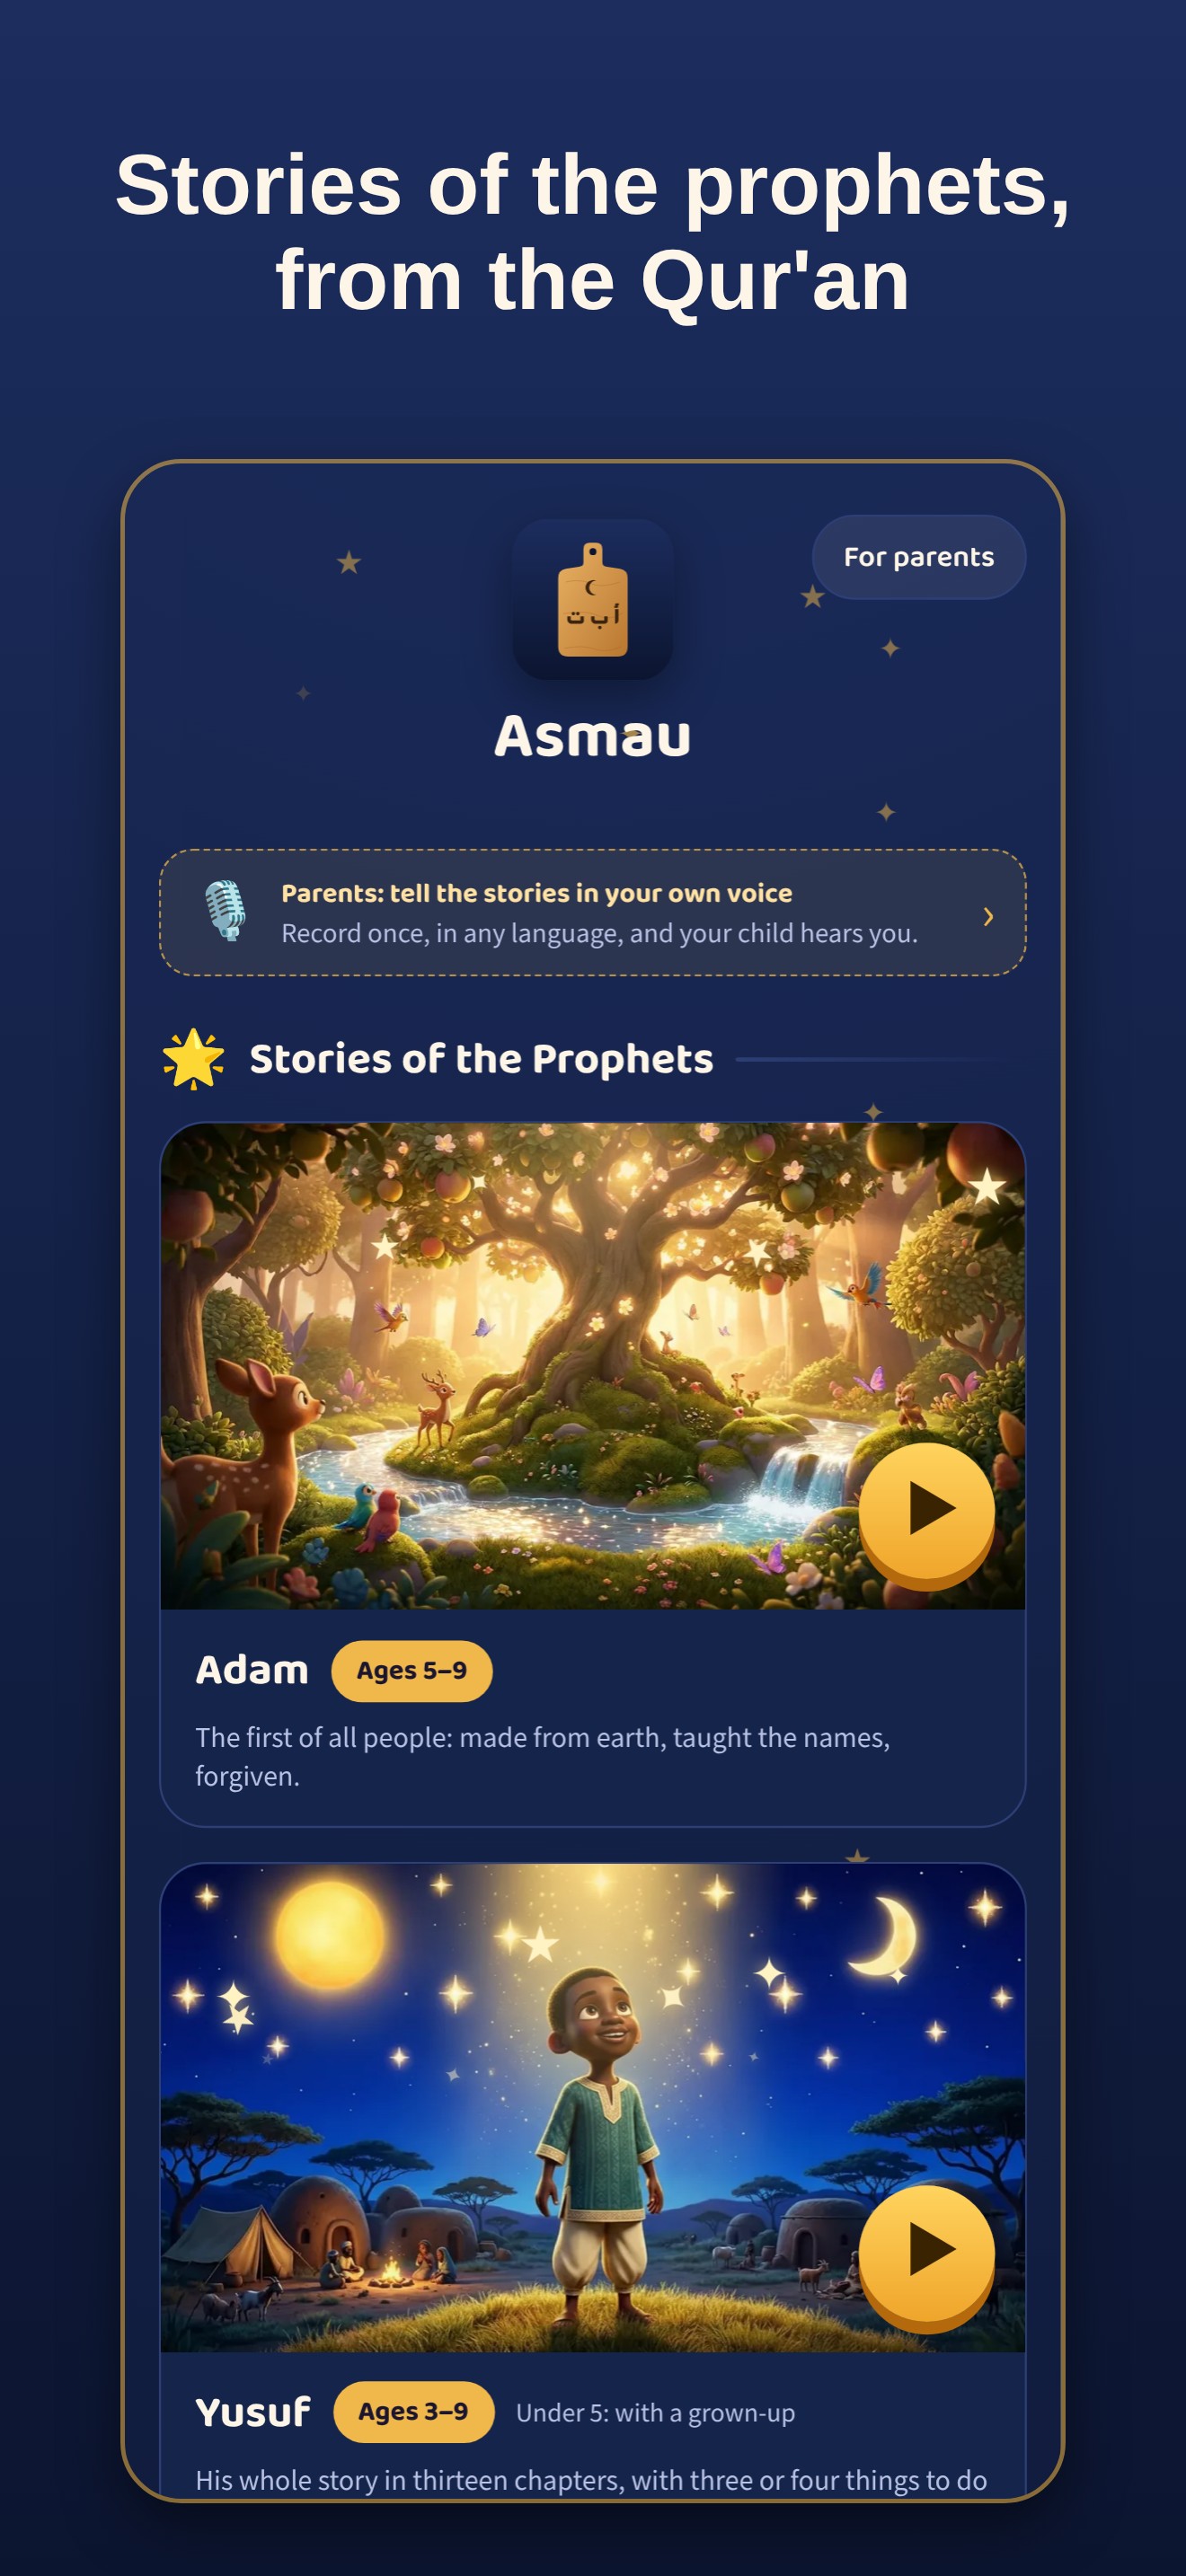 Stories of the prophets,
from the Qur'an
For parents
أ ب ت
Asmau
Parents: tell the stories in your own voice
Record once, in any language, and your child hears you.
Stories of the Prophets
Adam
Ages 5–9
The first of all people: made from earth, taught the names,
forgiven.
Yusuf
Ages 3–9
Under 5: with a grown-up
His whole story in thirteen chapters, with three or four things to do